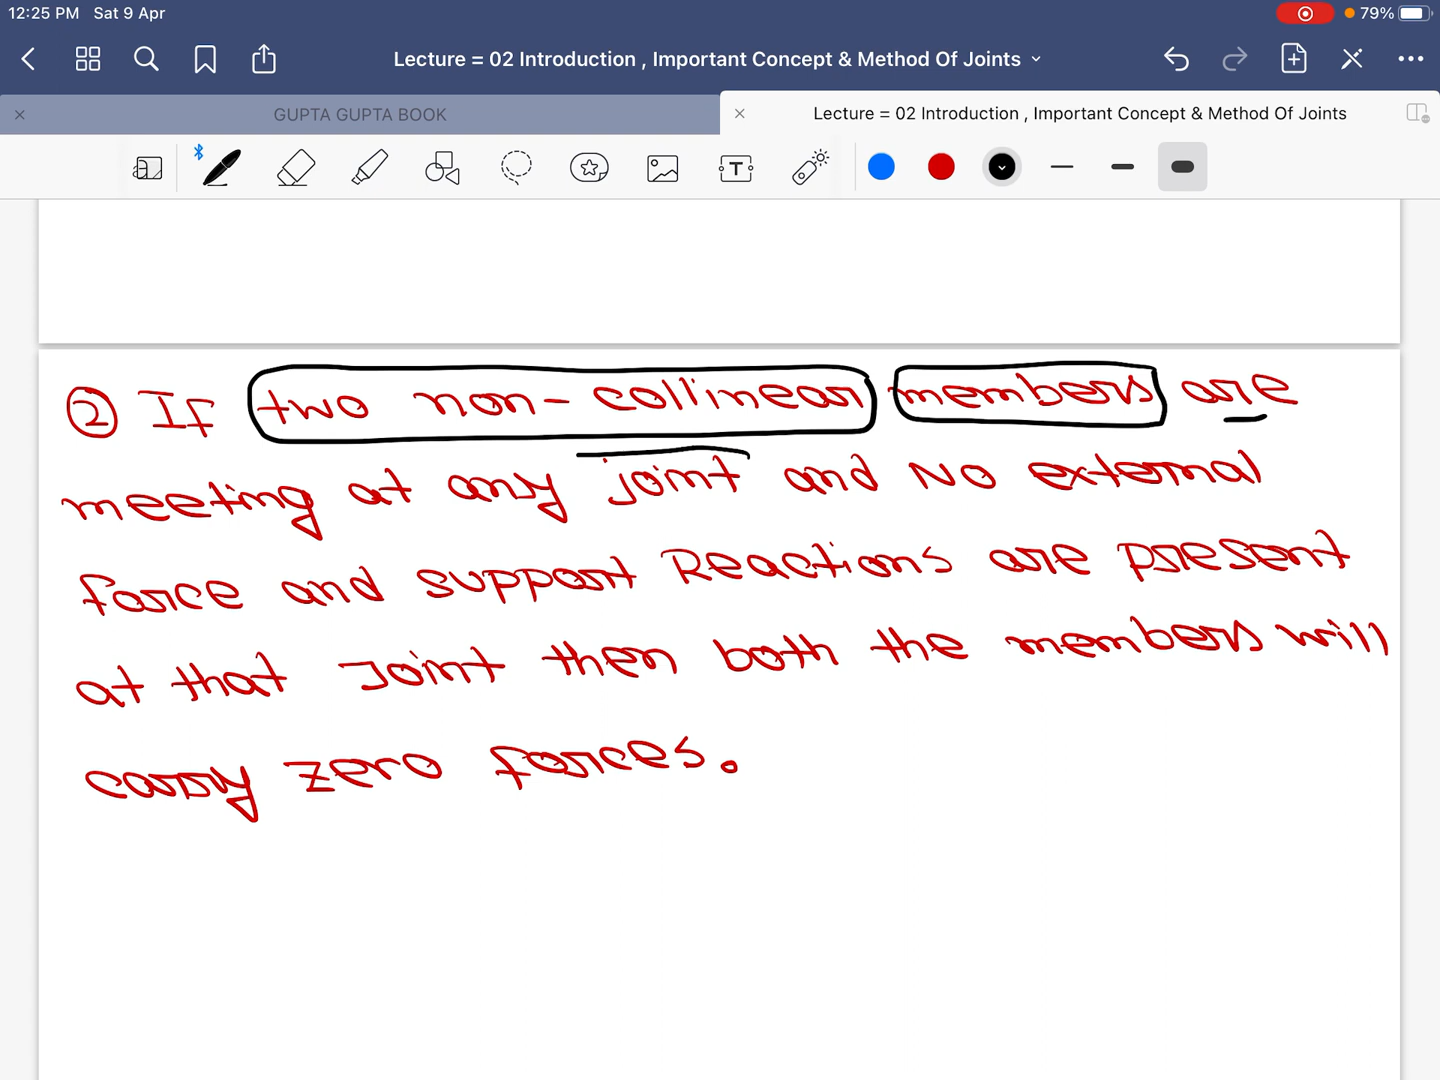 12:25 PM Sat 9 Apr
79%
Lecture = 02 Introduction , Important Concept & Method Of Joints
GUPTA GUPTA BOOK
Lecture = 02 Introduction , Important Concept & Method Of Joints
② If two non-collinear members are
meeting at any joint and No external
force and support Reactions are present
at that Joint then both the members will
carry zero forces.